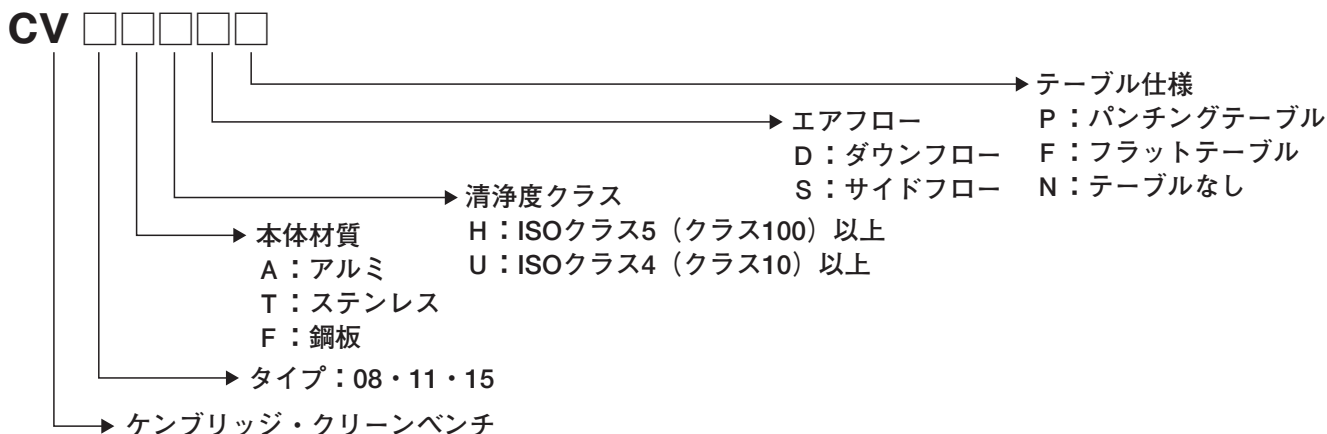 CV □□□□□
テーブル仕様
P：パンチングテーブル
F：フラットテーブル
N：テーブルなし
エアフロー
D：ダウンフロー
S：サイドフロー
清浄度クラス
H：ISOクラス5（クラス100）以上
U：ISOクラス4（クラス10）以上
本体材質
A：アルミ
T：ステンレス
F：鋼板
タイプ：08・11・15
ケンブリッジ・クリーンベンチ